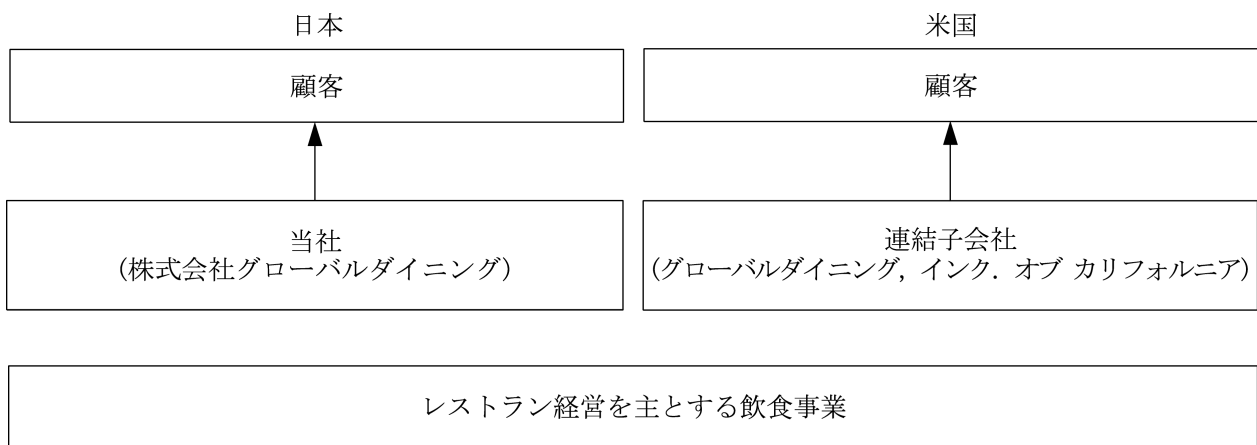 日本
顧客
当社
(株式会社グローバルダイニング)
米国
顧客
連結子会社
(グローバルダイニング, インク. オブ カリフォルニア)
レストラン経営を主とする飲食事業